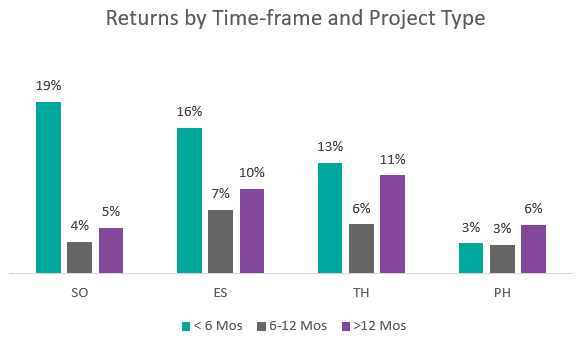 Returns by Time-frame and Project Type
19%
4%
5%
16%
7%
10%
13%
6%
11%
3%
3%
6%
SO
ES
TH
PH
< 6 Mos
6-12 Mos
>12 Mos